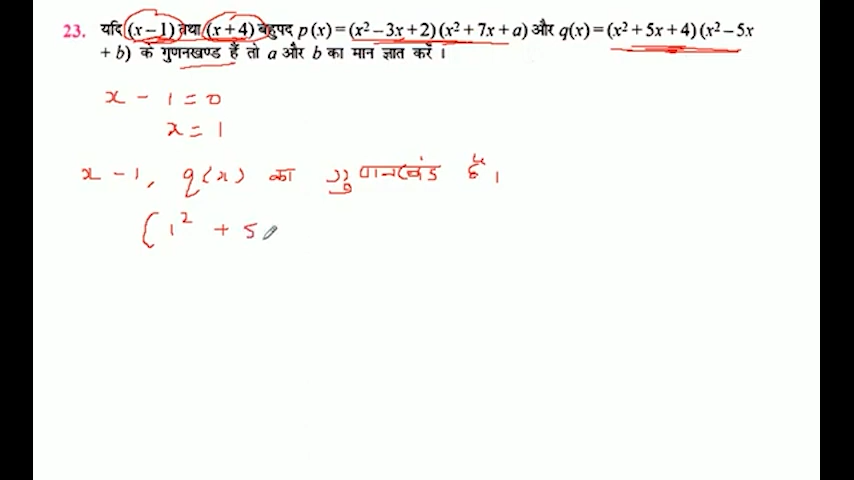 23. यदि (x−1) तथा (x+4) बहुपद p(x)=(x²−3x+2)(x²+7x+a) और q(x)=(x²+5x+4)(x²−5x
+b) के गुणनखण्ड हैं तो a और b का मान ज्ञात करें ।
x - 1 = 0
x = 1
x - 1, q(x) का गुणनखंड है।
(1² + 5